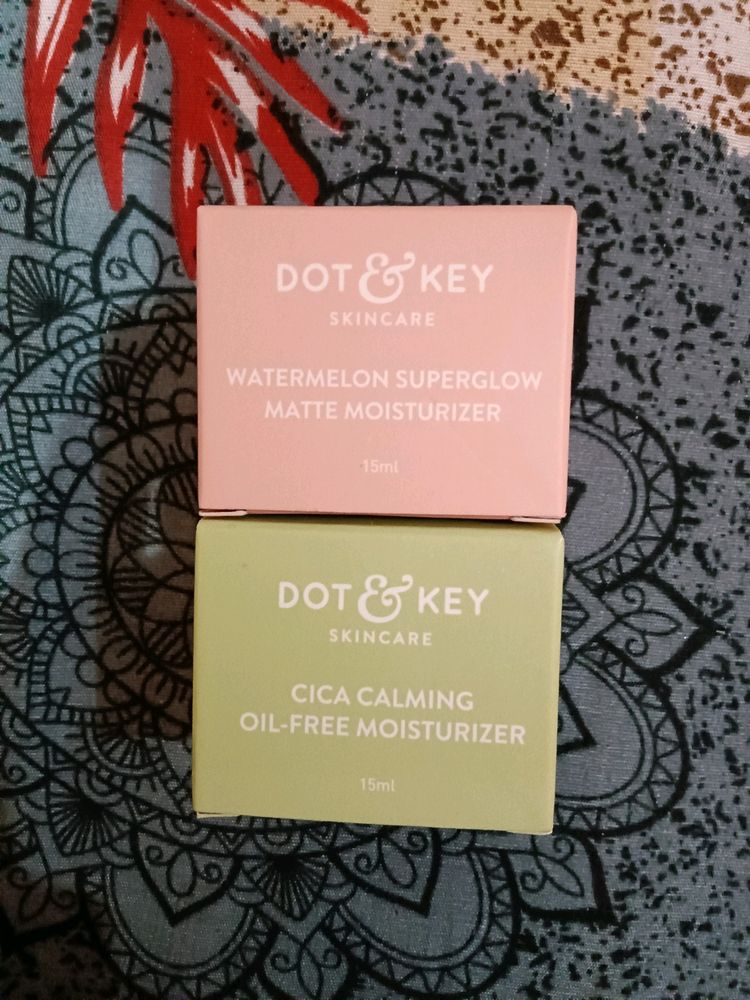 DOT & KEY
SKINCARE
WATERMELON SUPERGLOW
MATTE MOISTURIZER
15ml
DOT & KEY
SKINCARE
CICA CALMING
OIL-FREE MOISTURIZER
15ml